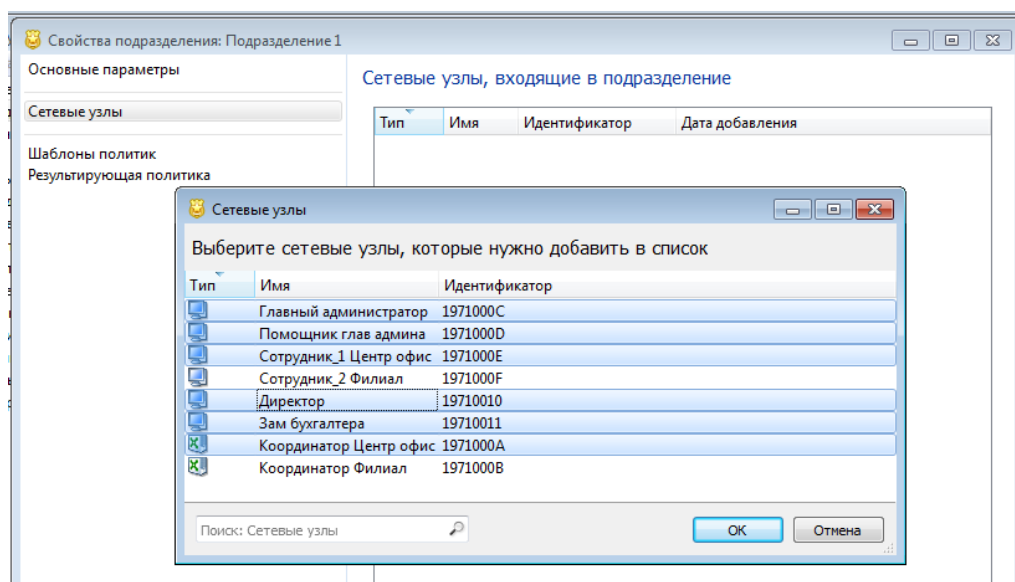 Свойства подразделения: Подразделение 1
Основные параметры
Сетевые узлы
Шаблоны политик
Результирующая политика
Сетевые узлы, входящие в подразделение
Тип Имя Идентификатор Дата добавления
Сетевые узлы
Выберите сетевые узлы, которые нужно добавить в список
Тип Имя Идентификатор
Главный администратор 1971000C
Помощник глав админа 1971000D
Сотрудник_1 Центр офис 1971000E
Сотрудник_2 Филиал 1971000F
Директор 19710010
Зам бухгалтера 19710011
Координатор Центр офис 1971000A
Координатор Филиал 1971000B
Поиск: Сетевые узлы
OK Отмена